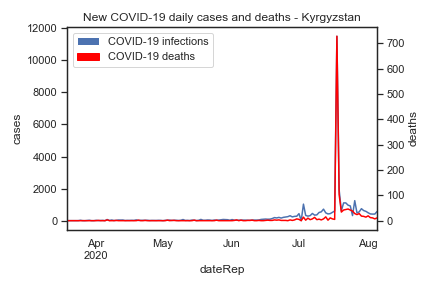 New COVID-19 daily cases and deaths - Kyrgyzstan
COVID-19 infections
COVID-19 deaths
12000
10000
8000
6000
4000
2000
0
cases
700
600
500
400
300
200
100
0
deaths
Apr
2020
May
Jun
Jul
Aug
dateRep